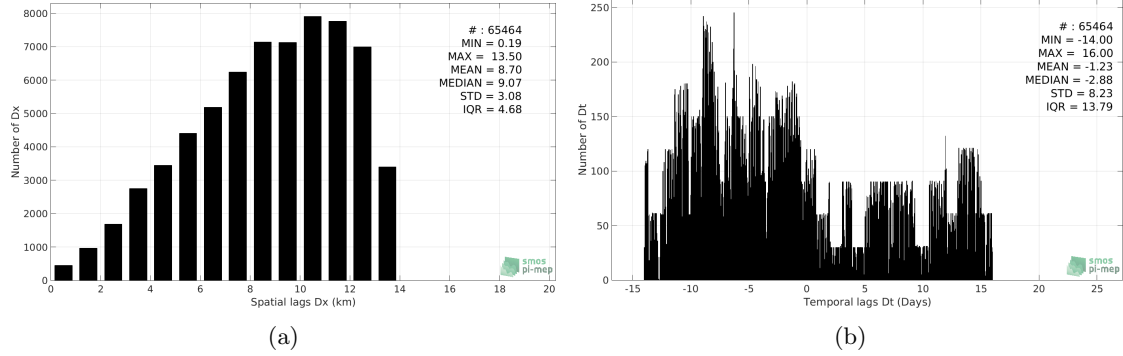 8000
7000
6000
5000
4000
3000
2000
1000
0
Number of Dx
# : 65464
MIN = 0.19
MAX = 13.50
MEAN = 8.70
MEDIAN = 9.07
STD = 3.08
IQR = 4.68
smos
pi-mep
0 2 4 6 8 10 12 14 16 18 20
Spatial lags Dx (km)
(a)
250
200
150
100
50
0
Number of Dt
# : 65464
MIN = -14.00
MAX = 16.00
MEAN = -1.23
MEDIAN = -2.88
STD = 8.23
IQR = 13.79
smos
pi-mep
-15 -10 -5 0 5 10 15 20 25
Temporal lags Dt (Days)
(b)